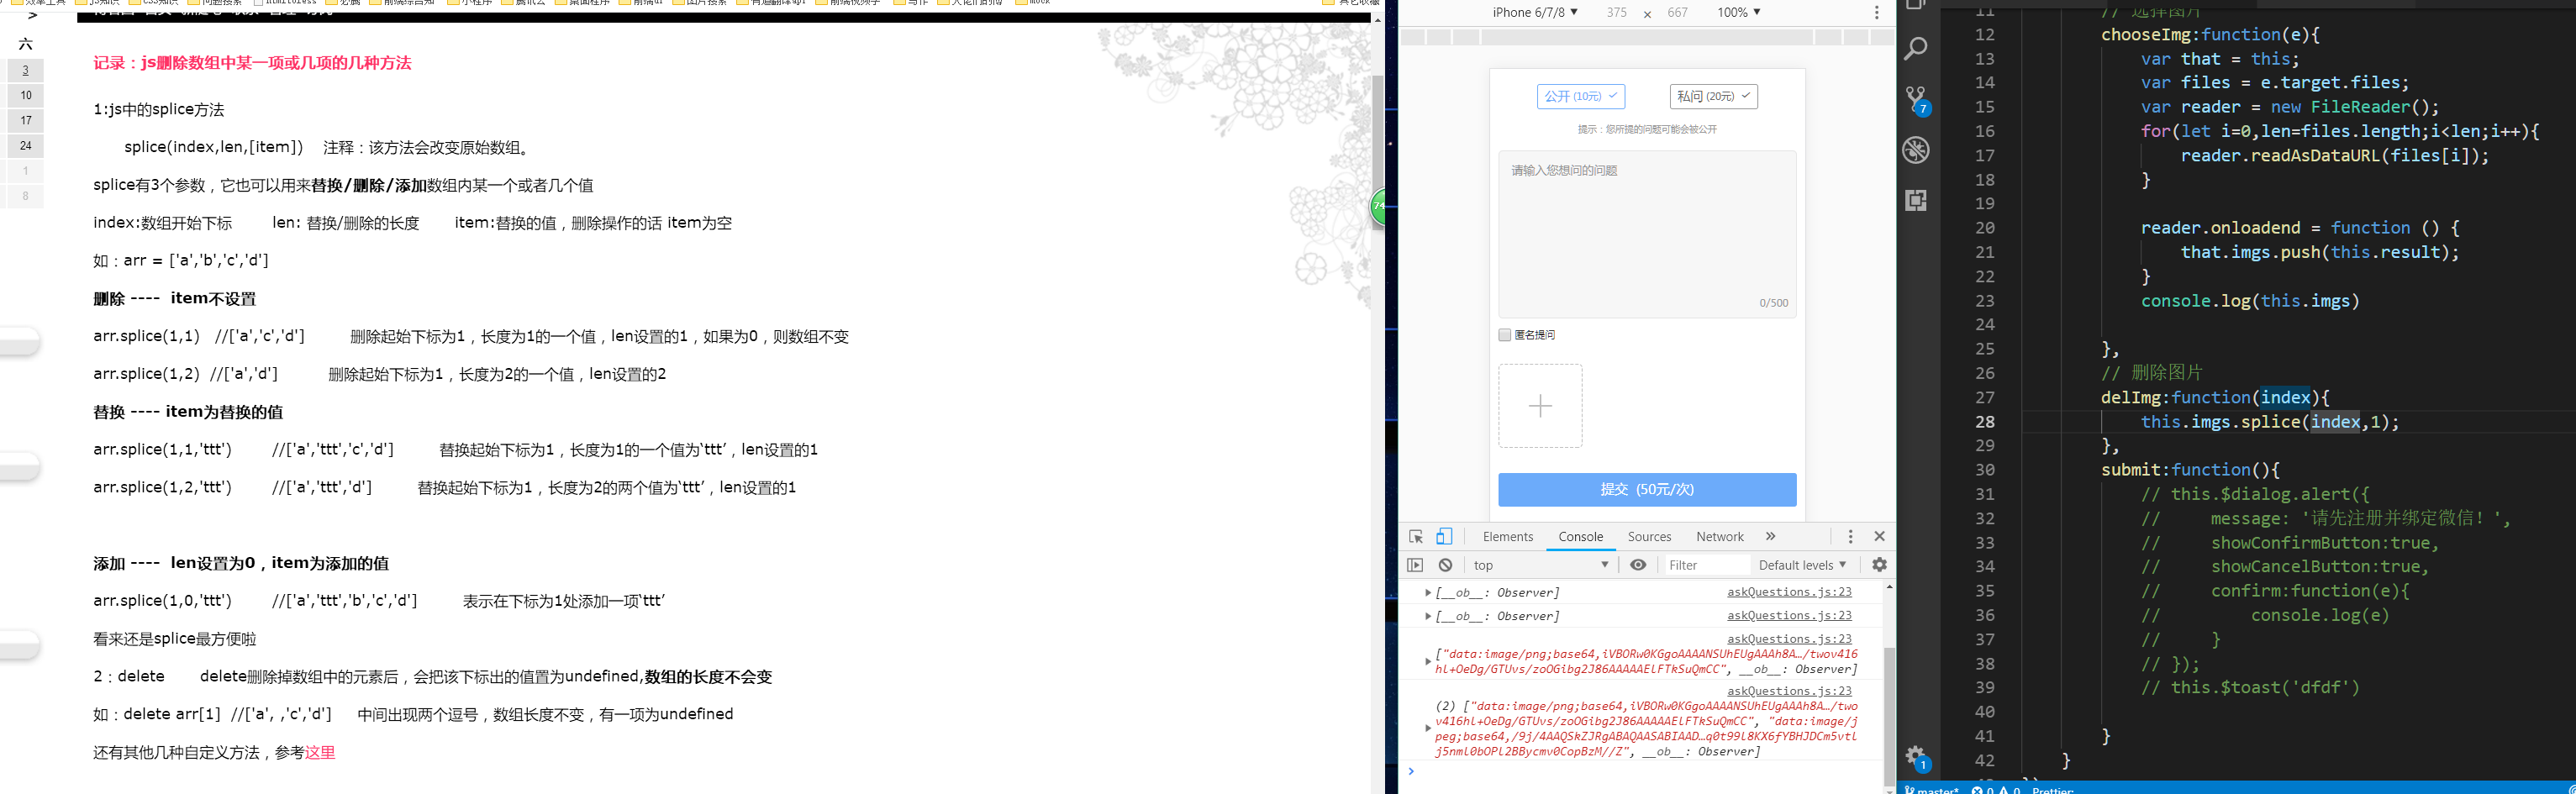 六
3
10
17
24
1
8
记录：js删除数组中某一项或几项的几种方法
1:js中的splice方法
splice(index,len,[item])    注释：该方法会改变原始数组。
splice有3个参数，它也可以用来替换/删除/添加数组内某一个或者几个值
index:数组开始下标    len: 替换/删除的长度    item:替换的值，删除操作的话 item为空
如：arr = ['a','b','c','d']
删除 ----  item不设置
arr.splice(1,1)   //['a','c','d']    删除起始下标为1，长度为1的一个值，len设置的1，如果为0，则数组不变
arr.splice(1,2)  //['a','d']    删除起始下标为1，长度为2的一个值，len设置的2
替换 ---- item为替换的值
arr.splice(1,1,'ttt')    //['a','ttt','c','d']    替换起始下标为1，长度为1的一个值为‘ttt’，len设置的1
arr.splice(1,2,'ttt')    //['a','ttt','d']    替换起始下标为1，长度为2的两个值为‘ttt’，len设置的1
添加 ----  len设置为0，item为添加的值
arr.splice(1,0,'ttt')    //['a','ttt','b','c','d']    表示在下标为1处添加一项‘ttt’
看来还是splice最方便啦
2：delete    delete删除掉数组中的元素后，会把该下标出的值置为undefined,数组的长度不会变
如：delete arr[1]  //['a', ,'c','d']    中间出现两个逗号，数组长度不变，有一项为undefined
还有其他几种自定义方法，参考这里
74
iPhone 6/7/8 ▼  375 × 667  100% ▼
公开 (10元) ✓  私问 (20元) ✓
提示：您所提的问题可能会被公开
请输入您想问的问题
0/500
匿名提问
提交  (50元/次)
Elements  Console  Sources  Network  »
top ▼  Filter  Default levels ▼
[__ob__: Observer]  askQuestions.js:23
[__ob__: Observer]  askQuestions.js:23
askQuestions.js:23
["data:image/png;base64,iVBORw0KGgoAAAANSUhEUgAAAh8A…/twov416
hl+OeDg/GTUvs/zoOGibg2J86AAAAAElFTkSuQmCC", __ob__: Observer]
askQuestions.js:23
(2) ["data:image/png;base64,iVBORw0KGgoAAAANSUhEUgAAAh8A…/two
v416hl+OeDg/GTUvs/zoOGibg2J86AAAAAElFTkSuQmCC", "data:image/j
peg;base64,/9j/4AAQSkZJRgABAQAASABIAAD…q0t99l8KX6fYBHJDCm5vtl
j5nml0bOPl2BBycmv0CopBzM//Z", __ob__: Observer]
7
1
11 // 选择图片
12 chooseImg:function(e){
13 var that = this;
14 var files = e.target.files;
15 var reader = new FileReader();
16 for(let i=0,len=files.length;i<len;i++){
17 reader.readAsDataURL(files[i]);
18 }
19
20 reader.onloadend = function () {
21 that.imgs.push(this.result);
22 }
23 console.log(this.imgs)
24
25 },
26 // 删除图片
27 delImg:function(index){
28 this.imgs.splice(index,1);
29 },
30 submit:function(){
31 // this.$dialog.alert({
32 //     message: '请先注册并绑定微信！',
33 //     showConfirmButton:true,
34 //     showCancelButton:true,
35 //     confirm:function(e){
36 //         console.log(e)
37 //     }
38 // });
39 // this.$toast('dfdf')
40
41 }
42 }
master*  0  0  Prettier: